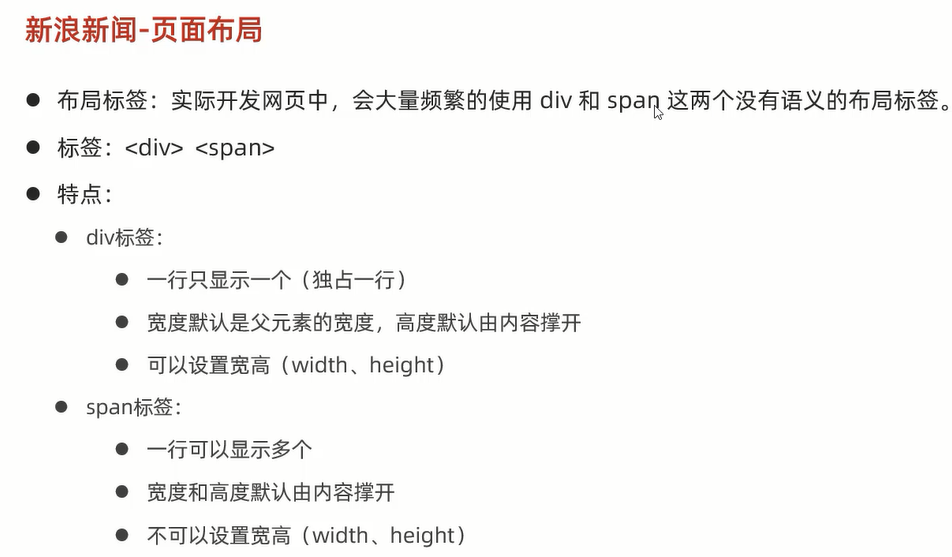 新浪新闻-页面布局
● 布局标签：实际开发网页中，会大量频繁的使用 div 和 span 这两个没有语义的布局标签。
● 标签：<div> <span>
● 特点：
● div标签：
● 一行只显示一个（独占一行）
● 宽度默认是父元素的宽度，高度默认由内容撑开
● 可以设置宽高（width、height）
● span标签：
● 一行可以显示多个
● 宽度和高度默认由内容撑开
● 不可以设置宽高（width、height）